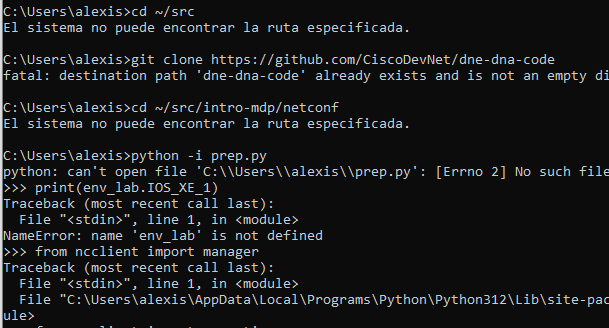 C:\Users\alexis>cd ~/src
El sistema no puede encontrar la ruta especificada.
C:\Users\alexis>git clone https://github.com/CiscoDevNet/dne-dna-code
fatal: destination path 'dne-dna-code' already exists and is not an empty di
C:\Users\alexis>cd ~/src/intro-mdp/netconf
El sistema no puede encontrar la ruta especificada.
C:\Users\alexis>python -i prep.py
python: can't open file 'C:\\Users\\alexis\\prep.py': [Errno 2] No such file
>>> print(env_lab.IOS_XE_1)
Traceback (most recent call last):
  File "<stdin>", line 1, in <module>
NameError: name 'env_lab' is not defined
>>> from ncclient import manager
Traceback (most recent call last):
  File "<stdin>", line 1, in <module>
  File "C:\Users\alexis\AppData\Local\Programs\Python\Python312\Lib\site-pac
ule>